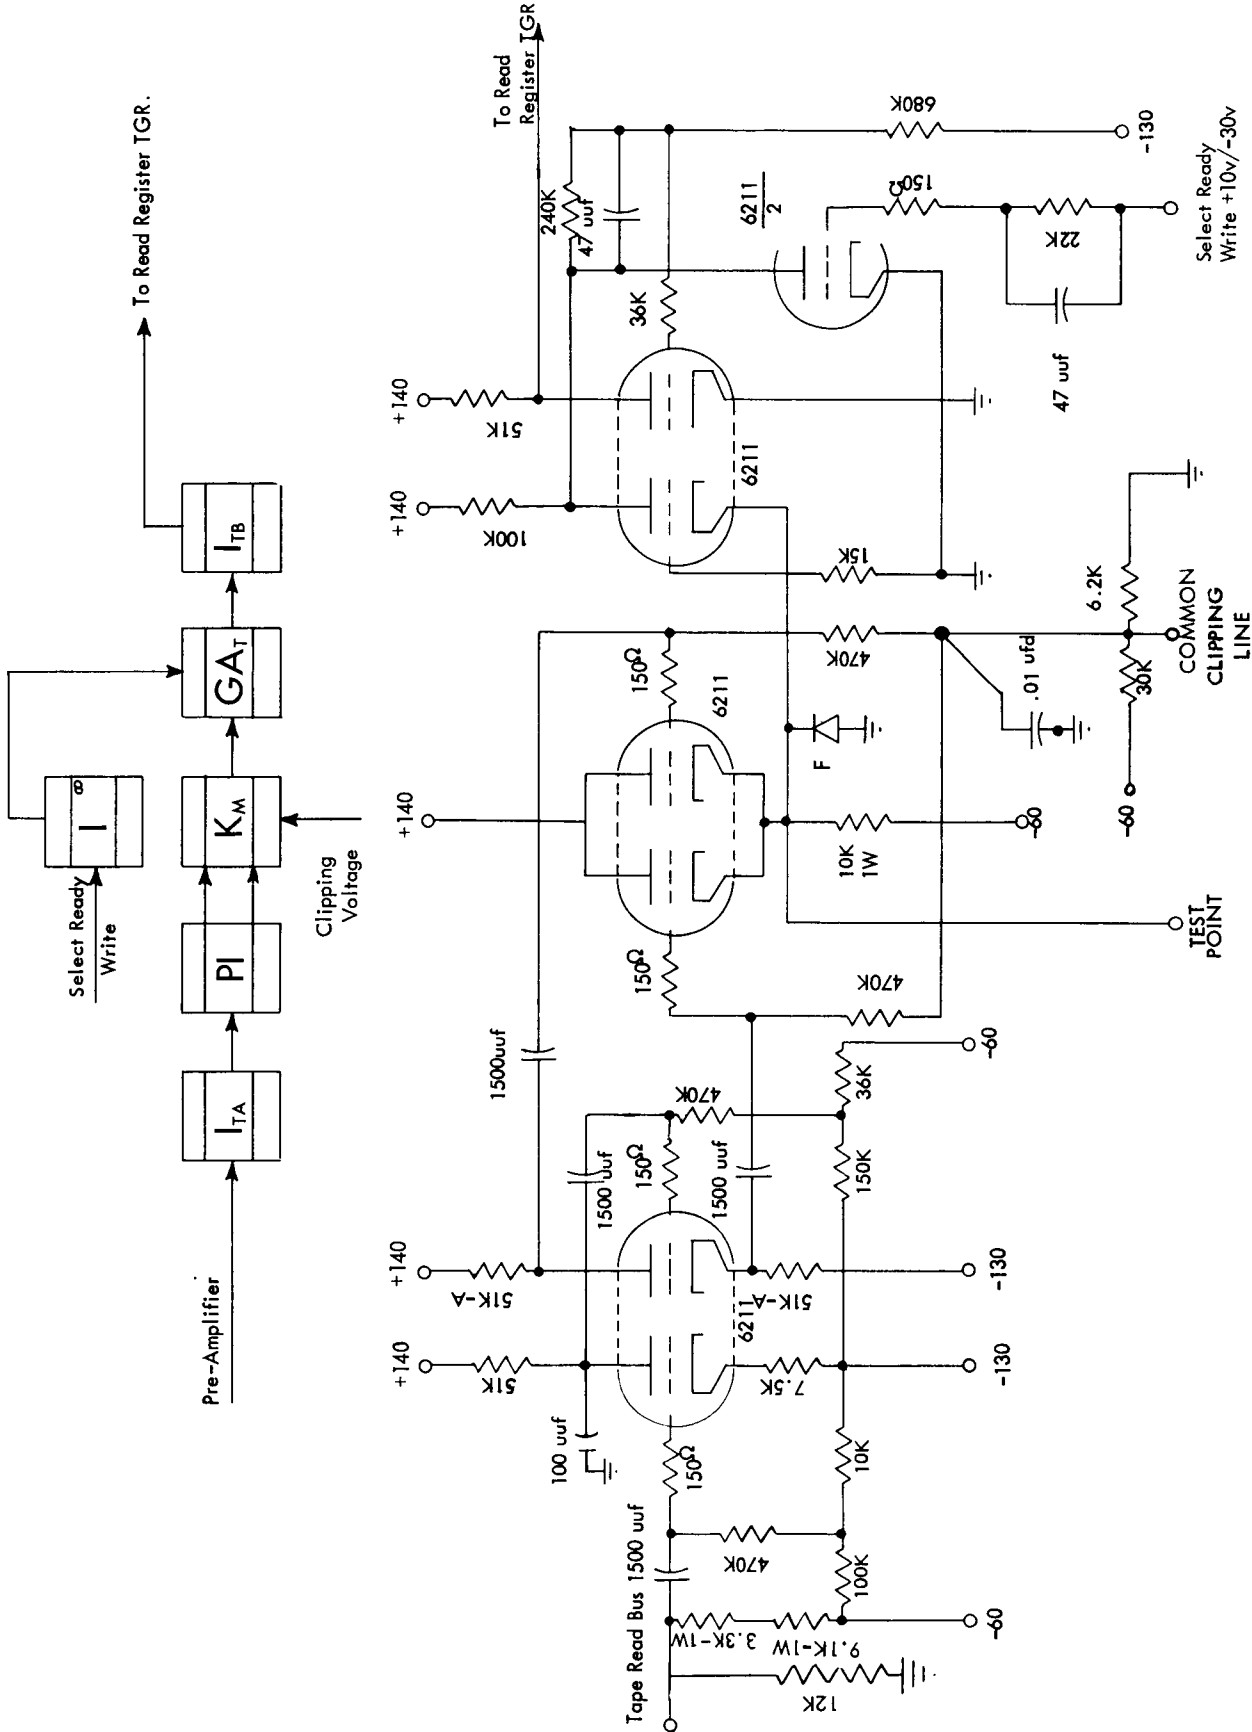 Pre-Amplifier
I TA
PI
K M
GA T
I TB
To Read Register TGR.
Select Ready
Write
I 8
Clipping
Voltage
Tape Read Bus 1500 uuf
12K
3.3K-1W
9.1K-1W
-60
100K
470K
10K
150Ω
100 uuf
+140
51K
7.5K
-130
6211
+140
51K-A
51K-A
-130
1500 uuf
150Ω
470K
150K
36K
-60
1500uuf
1500 uuf
470K
150Ω
+140
6211
150Ω
470K
10K
1W
-60
TEST
POINT
F
.01 ufd
-60
30K
6.2K
COMMON
CLIPPING
LINE
15K
+140
100K
6211
+140
51K
36K
240K
47 uuf
To Read
Register TGR
6211
2
150Ω
22K
47 uuf
680K
-130
Select Ready
Write +10v/-30v